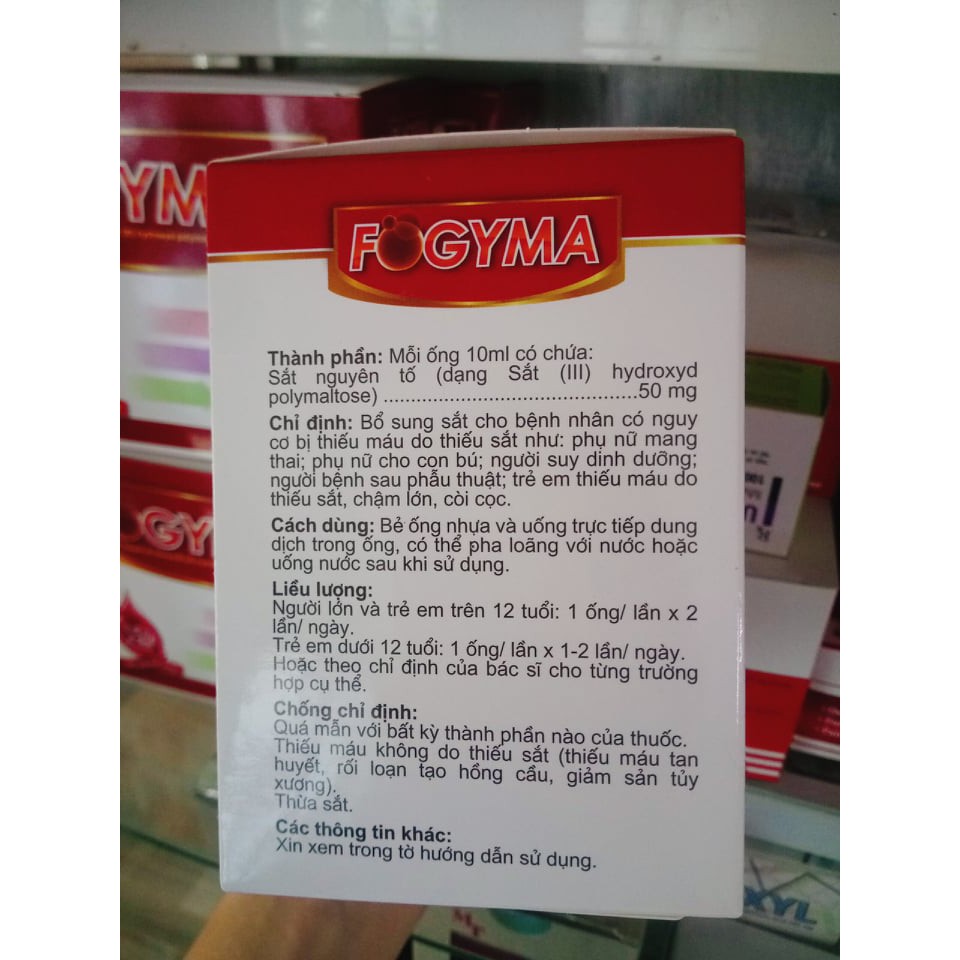 FOGYMA
Thành phần: Mỗi ống 10ml có chứa:
Sắt nguyên tố (dạng Sắt (III) hydroxyd
polymaltose) ..............................................50 mg
Chỉ định: Bổ sung sắt cho bệnh nhân có nguy
cơ bị thiếu máu do thiếu sắt như: phụ nữ mang
thai; phụ nữ cho con bú; người suy dinh dưỡng;
người bệnh sau phẫu thuật; trẻ em thiếu máu do
thiếu sắt, chậm lớn, còi cọc.
Cách dùng: Bẻ ống nhựa và uống trực tiếp dung
dịch trong ống, có thể pha loãng với nước hoặc
uống nước sau khi sử dụng.
Liều lượng:
Người lớn và trẻ em trên 12 tuổi: 1 ống/ lần x 2
lần/ ngày.
Trẻ em dưới 12 tuổi: 1 ống/ lần x 1-2 lần/ ngày.
Hoặc theo chỉ định của bác sĩ cho từng trường
hợp cụ thể.
Chống chỉ định:
Quá mẫn với bất kỳ thành phần nào của thuốc.
Thiếu máu không do thiếu sắt (thiếu máu tan
huyết, rối loạn tạo hồng cầu, giảm sản tủy
xương).
Thừa sắt.
Các thông tin khác:
Xin xem trong tờ hướng dẫn sử dụng.
YM
OGY
XYL
MT